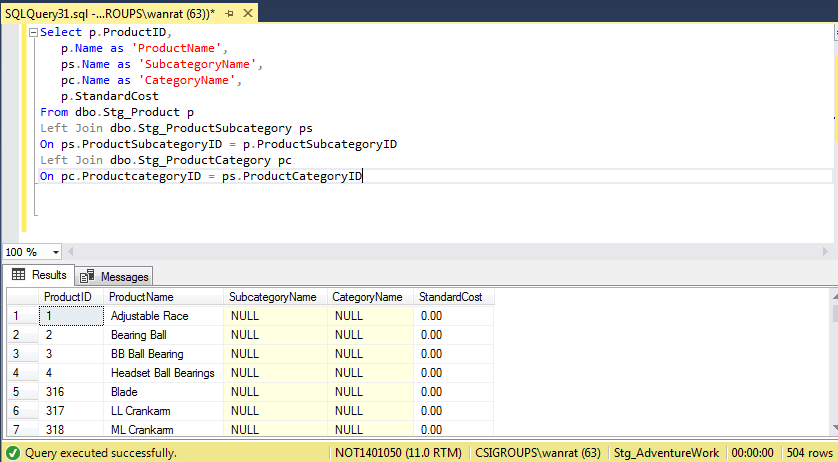 SQLQuery31.sql -...ROUPS\wanrat (63))*
Select p.ProductID,
p.Name as 'ProductName',
ps.Name as 'SubcategoryName',
pc.Name as 'CategoryName',
p.StandardCost
From dbo.Stg_Product p
Left Join dbo.Stg_ProductSubcategory ps
On ps.ProductSubcategoryID = p.ProductSubcategoryID
Left Join dbo.Stg_ProductCategory pc
On pc.ProductcategoryID = ps.ProductCategoryID
100 %
Results Messages
ProductID ProductName SubcategoryName CategoryName StandardCost
1 1 Adjustable Race NULL NULL 0.00
2 2 Bearing Ball NULL NULL 0.00
3 3 BB Ball Bearing NULL NULL 0.00
4 4 Headset Ball Bearings NULL NULL 0.00
5 316 Blade NULL NULL 0.00
6 317 LL Crankarm NULL NULL 0.00
7 318 ML Crankarm NULL NULL 0.00
Query executed successfully. NOT1401050 (11.0 RTM) CSIGROUPS\wanrat (63) Stg_AdventureWork 00:00:00 504 rows